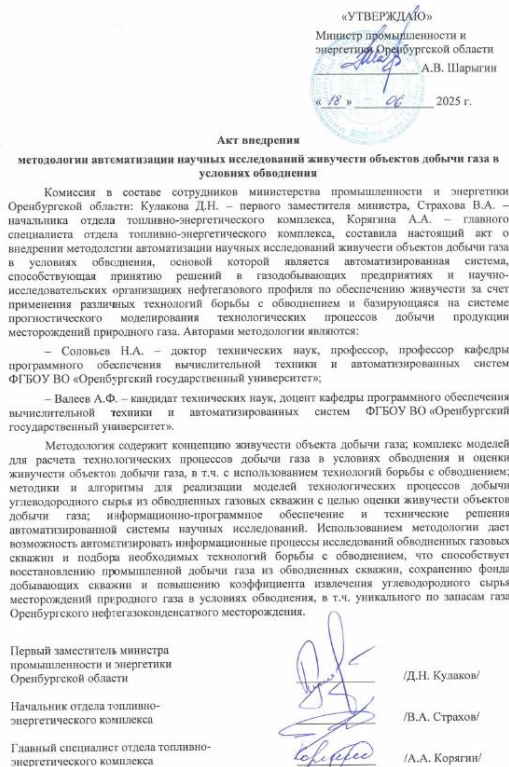 «УТВЕРЖДАЮ»
Министр промышленности и
энергетики Оренбургской области
А.В. Шарыгин
« 18 » 06 2025 г.
Акт внедрения
методологии автоматизации научных исследований живучести объектов добычи газа в
условиях обводнения
Комиссия в составе сотрудников министерства промышленности и энергетики
Оренбургской области: Кулакова Д.Н. – первого заместителя министра, Страхова В.А. –
начальника отдела топливно-энергетического комплекса, Корягина А.А. – главного
специалиста отдела топливно-энергетического комплекса, составила настоящий акт о
внедрении методологии автоматизации научных исследований живучести объектов добычи газа
в условиях обводнения, основой которой является автоматизированная система,
способствующая принятию решений в газодобывающих предприятиях и научно-
исследовательских организациях нефтегазового профиля по обеспечению живучести за счет
применения различных технологий борьбы с обводнением и базирующаяся на системе
прогностического моделирования технологических процессов добычи продукции
месторождений природного газа. Авторами методологии являются:
– Соловьев Н.А. – доктор технических наук, профессор, профессор кафедры
программного обеспечения вычислительной техники и автоматизированных систем
ФГБОУ ВО «Оренбургский государственный университет»;
– Валеев А.Ф. – кандидат технических наук, доцент кафедры программного обеспечения
вычислительной техники и автоматизированных систем ФГБОУ ВО «Оренбургский
государственный университет».
Методология содержит концепцию живучести объекта добычи газа; комплекс моделей
для расчета технологических процессов добычи газа в условиях обводнения и оценки
живучести объектов добычи газа, в т.ч. с использованием технологий борьбы с обводнением;
методики и алгоритмы для реализации моделей технологических процессов добычи
углеводородного сырья из обводненных газовых скважин с целью оценки живучести объектов
добычи газа; информационно-программное обеспечение и технические решения
автоматизированной системы научных исследований. Использованием методологии дает
возможность автоматизировать информационные процессы исследований обводненных газовых
скважин и подбора необходимых технологий борьбы с обводнением, что способствует
восстановлению промышленной добычи газа из обводненных скважин, сохранению фонда
добывающих скважин и повышению коэффициента извлечения углеводородного сырья
месторождений природного газа в условиях обводнения, в т.ч. уникального по запасам газа
Оренбургского нефтегазоконденсатного месторождения.
Первый заместитель министра
промышленности и энергетики
Оренбургской области /Д.Н. Кулаков/
Начальник отдела топливно-
энергетического комплекса /В.А. Страхов/
Главный специалист отдела топливно-
энергетического комплекса /А.А. Корягин/